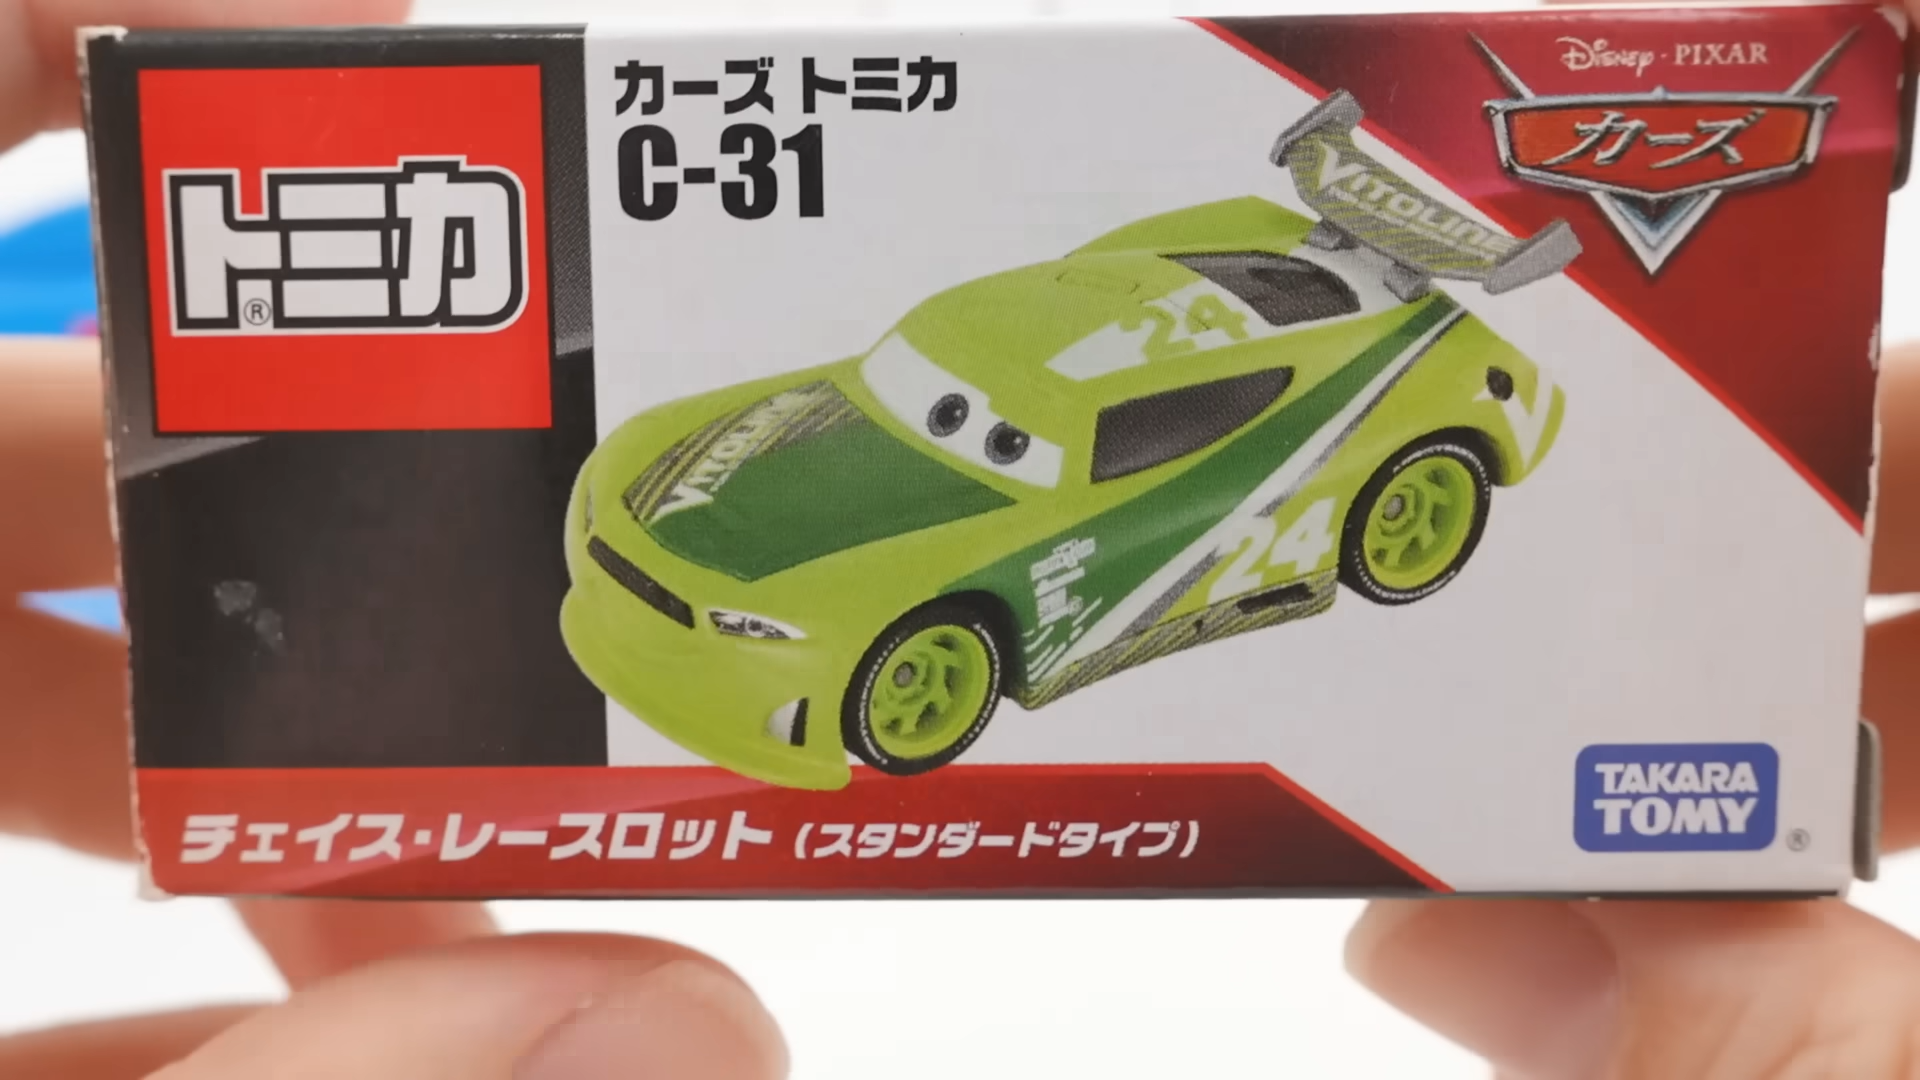 カーズ トミカ
C-31
トミカ®
Disney · PIXAR
カーズ
VITOLINE
24
VITOLINE
24
チェイス・レースロット (スタンダードタイプ)
TAKARA
TOMY®